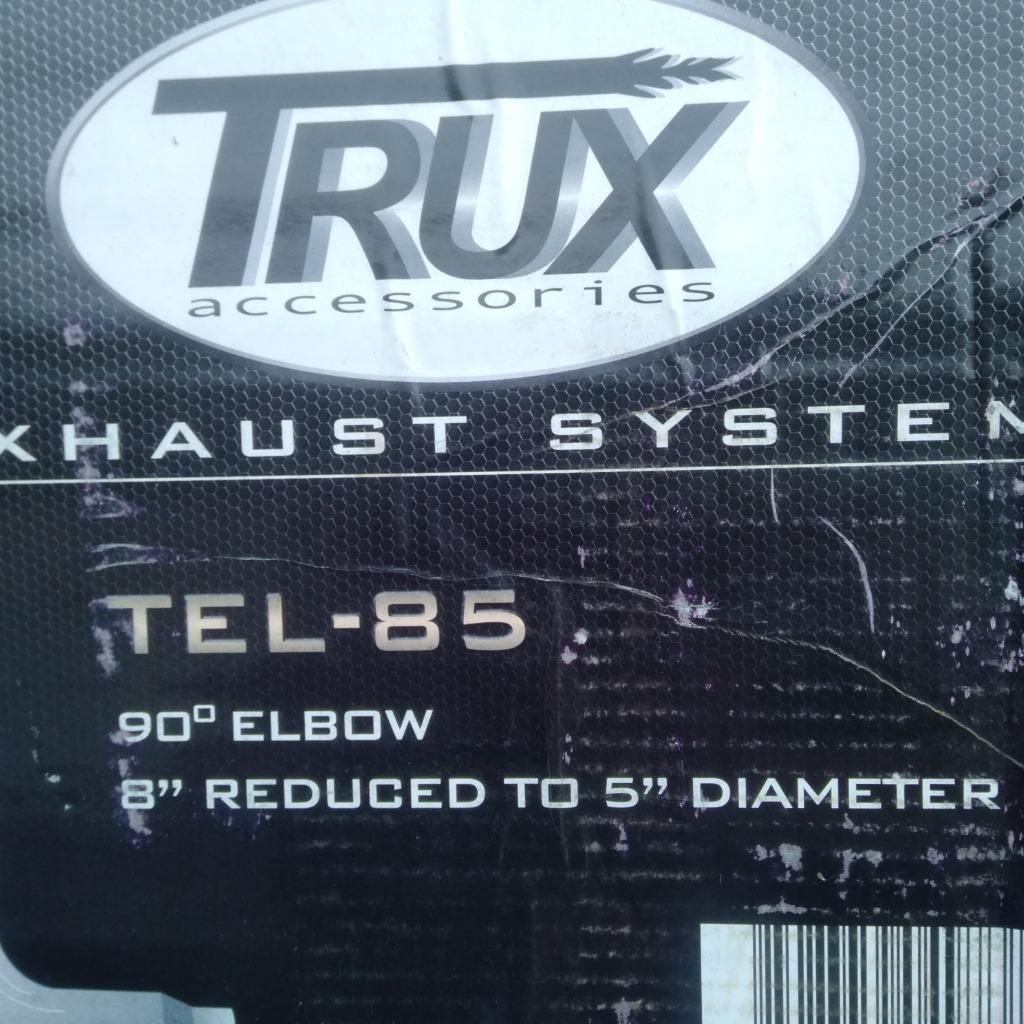 TRUX
accessories
XHAUST SYSTEM
TEL-85
90° ELBOW
8” REDUCED TO 5” DIAMETER